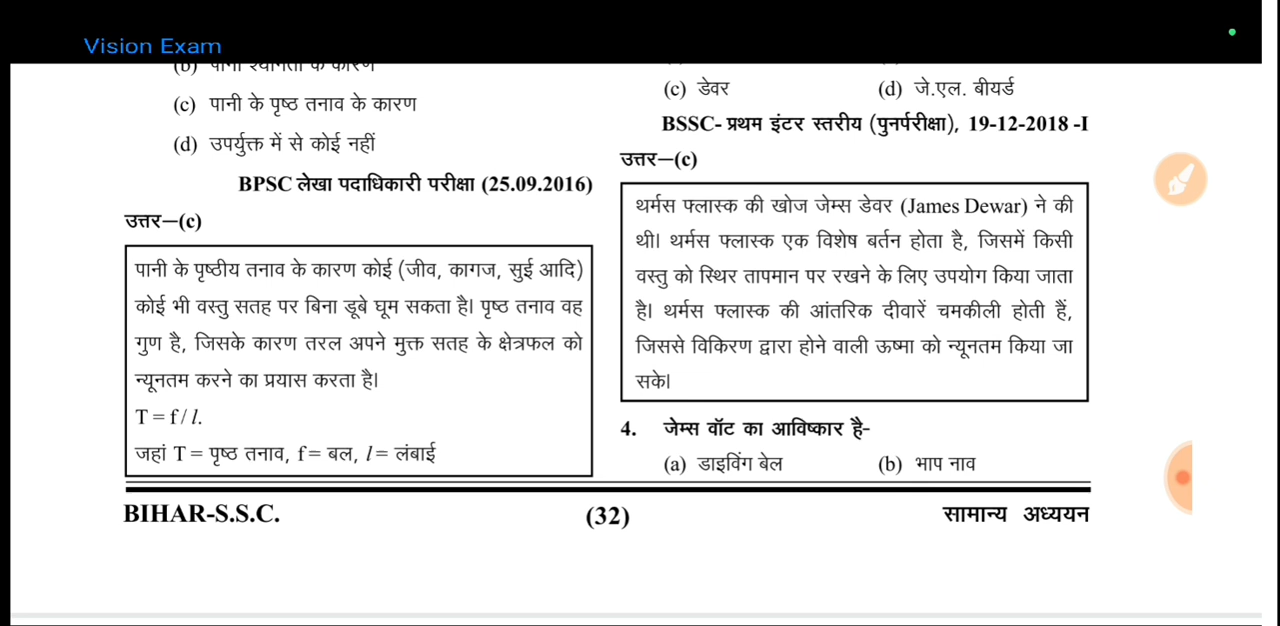 Vision Exam
(c) पानी के पृष्ठ तनाव के कारण
(d) उपर्युक्त में से कोई नहीं
BPSC लेखा पदाधिकारी परीक्षा (25.09.2016)
उत्तर—(c)
पानी के पृष्ठीय तनाव के कारण कोई (जीव, कागज, सुई आदि)
कोई भी वस्तु सतह पर बिना डूबे घूम सकता है। पृष्ठ तनाव वह
गुण है, जिसके कारण तरल अपने मुक्त सतह के क्षेत्रफल को
न्यूनतम करने का प्रयास करता है।
T = f / l.
जहां T = पृष्ठ तनाव, f = बल, l = लंबाई
(c) डेवर (d) जे.एल. बीयर्ड
BSSC- प्रथम इंटर स्तरीय (पुनर्परीक्षा), 19-12-2018 -I
उत्तर—(c)
थर्मस फ्लास्क की खोज जेम्स डेवर (James Dewar) ने की
थी। थर्मस फ्लास्क एक विशेष बर्तन होता है, जिसमें किसी
वस्तु को स्थिर तापमान पर रखने के लिए उपयोग किया जाता
है। थर्मस फ्लास्क की आंतरिक दीवारें चमकीली होती हैं,
जिससे विकिरण द्वारा होने वाली ऊष्मा को न्यूनतम किया जा
सके।
4. जेम्स वॉट का आविष्कार है-
(a) डाइविंग बेल (b) भाप नाव
BIHAR-S.S.C. (32) सामान्य अध्ययन